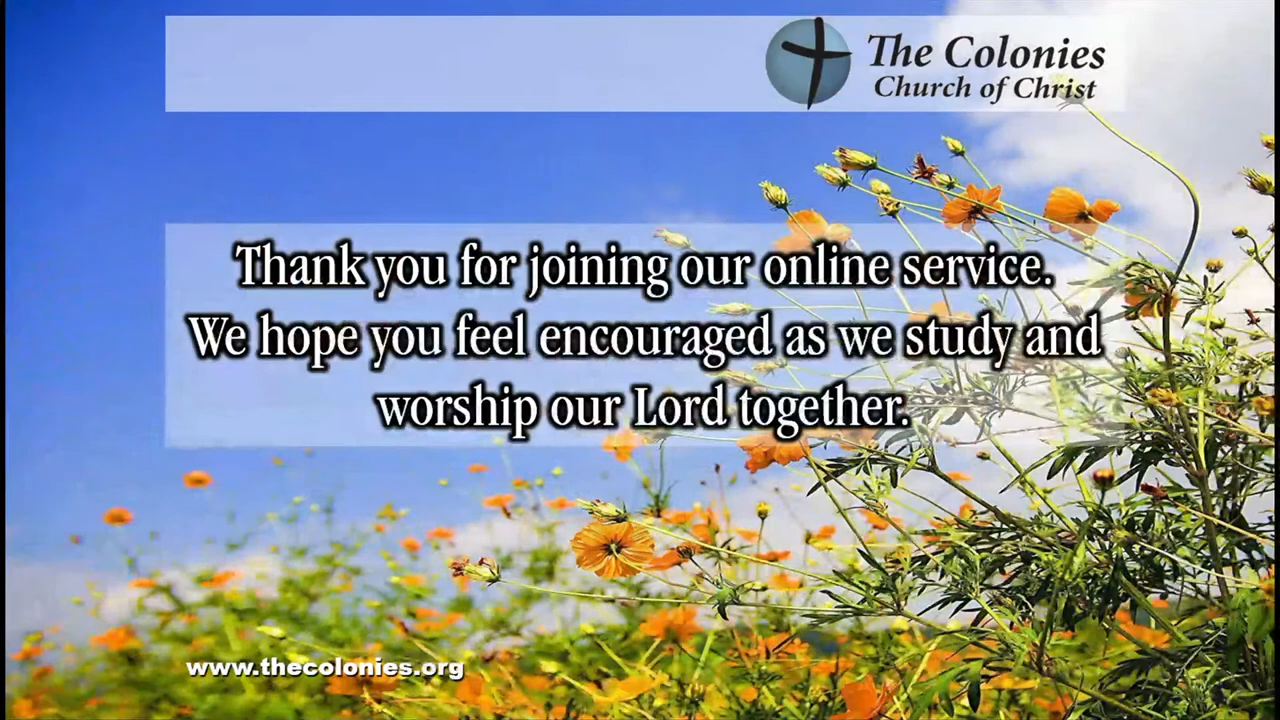 The Colonies
Church of Christ
Thank you for joining our online service.
We hope you feel encouraged as we study and
worship our Lord together.
www.thecolonies.org